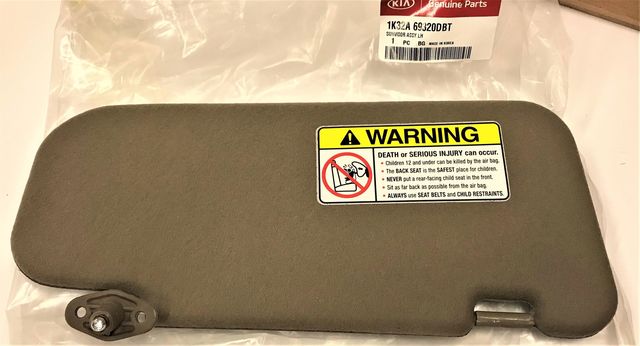 KIA Genuine Parts
1K32A 69320DBT
SUNVISOR ASSY LH
1 PC BG MADE IN KOREA
WARNING
DEATH or SERIOUS INJURY can occur.
• Children 12 and under can be killed by the air bag.
• The BACK SEAT is the SAFEST place for children.
• NEVER put a rear-facing child seat in the front.
• Sit as far back as possible from the air bag.
• ALWAYS use SEAT BELTS and CHILD RESTRAINTS.